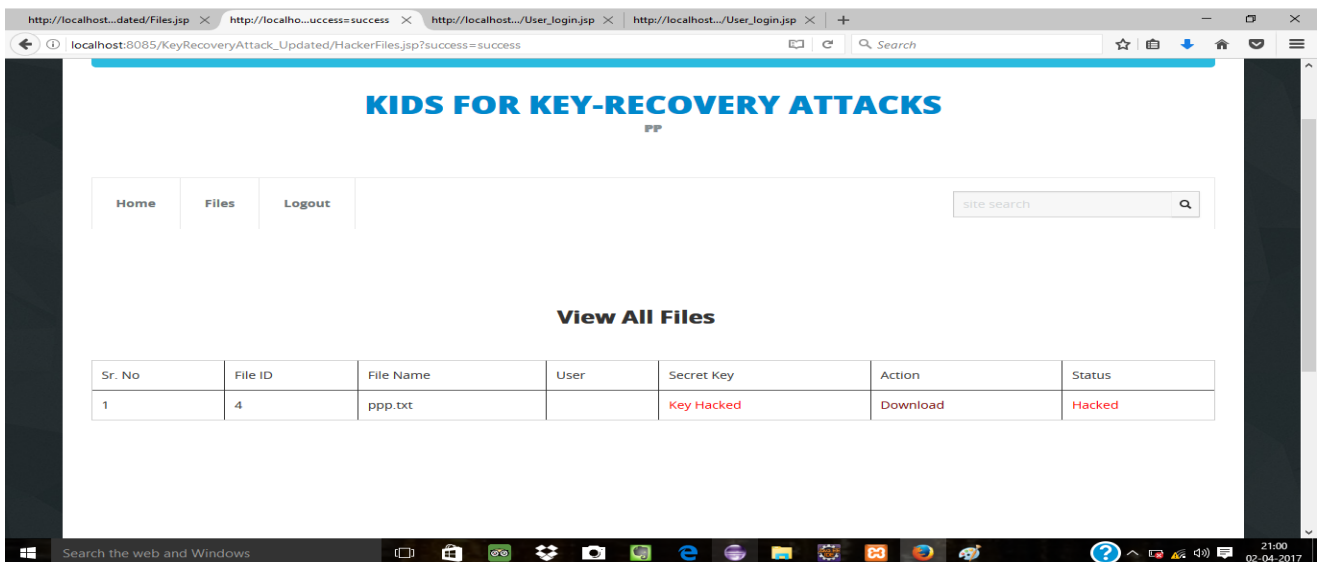 http://localhost...dated/Files.jsp http://localho...uccess=success http://localhost.../User_login.jsp http://localhost.../User_login.jsp
localhost:8085/KeyRecoveryAttack_Updated/HackerFiles.jsp?success=success Search
KIDS FOR KEY-RECOVERY ATTACKS
PP
Home Files Logout site search
View All Files
Sr. No File ID File Name User Secret Key Action Status
1 4 ppp.txt Key Hacked Download Hacked
Search the web and Windows 21:00
02-04-2017